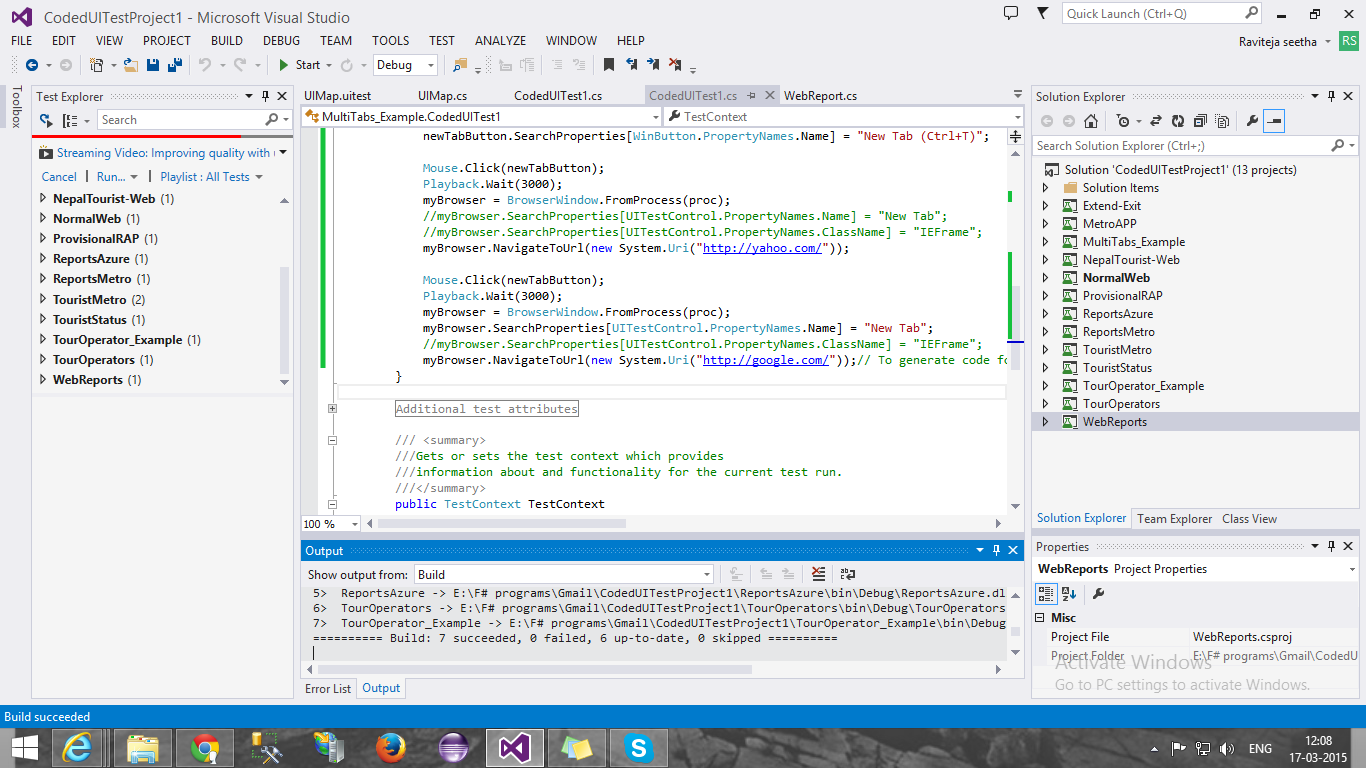 CodedUITestProject1 - Microsoft Visual Studio
Quick Launch (Ctrl+Q)
FILE EDIT VIEW PROJECT BUILD DEBUG TEAM TOOLS TEST ANALYZE WINDOW HELP
Raviteja seetha RS
Start Debug
Toolbox
Test Explorer
Search
Streaming Video: Improving quality with
Cancel Run... Playlist : All Tests
NepalTourist-Web (1)
NormalWeb (1)
ProvisionalRAP (1)
ReportsAzure (1)
ReportsMetro (1)
TouristMetro (2)
TouristStatus (1)
TourOperator_Example (1)
TourOperators (1)
WebReports (1)
UIMap.uitest UIMap.cs CodedUITest1.cs CodedUITest1.cs WebReport.cs
MultiTabs_Example.CodedUITest1 TestContext
newTabButton.SearchProperties[WinButton.PropertyNames.Name] = "New Tab (Ctrl+T)";
Mouse.Click(newTabButton);
Playback.Wait(3000);
myBrowser = BrowserWindow.FromProcess(proc);
//myBrowser.SearchProperties[UITestControl.PropertyNames.Name] = "New Tab";
//myBrowser.SearchProperties[UITestControl.PropertyNames.ClassName] = "IEFrame";
myBrowser.NavigateToUrl(new System.Uri("http://yahoo.com/"));
Mouse.Click(newTabButton);
Playback.Wait(3000);
myBrowser = BrowserWindow.FromProcess(proc);
myBrowser.SearchProperties[UITestControl.PropertyNames.Name] = "New Tab";
//myBrowser.SearchProperties[UITestControl.PropertyNames.ClassName] = "IEFrame";
myBrowser.NavigateToUrl(new System.Uri("http://google.com/"));// To generate code fo
}
Additional test attributes
/// <summary>
///Gets or sets the test context which provides
///information about and functionality for the current test run.
///</summary>
public TestContext TestContext
100 %
Output
Show output from: Build
5> ReportsAzure -> E:\F# programs\Gmail\CodedUITestProject1\ReportsAzure\bin\Debug\ReportsAzure.dl
6> TourOperators -> E:\F# programs\Gmail\CodedUITestProject1\TourOperators\bin\Debug\TourOperators
7> TourOperator_Example -> E:\F# programs\Gmail\CodedUITestProject1\TourOperator_Example\bin\Debug
========== Build: 7 succeeded, 0 failed, 6 up-to-date, 0 skipped ==========
Error List Output
Solution Explorer
Search Solution Explorer (Ctrl+;)
Solution 'CodedUITestProject1' (13 projects)
Solution Items
Extend-Exit
MetroAPP
MultiTabs_Example
NepalTourist-Web
NormalWeb
ProvisionalRAP
ReportsAzure
ReportsMetro
TouristMetro
TouristStatus
TourOperator_Example
TourOperators
WebReports
Solution Explorer Team Explorer Class View
Properties
WebReports Project Properties
Misc
Project File WebReports.csproj
Project Folder E:\F# programs\Gmail\CodedU
Activate Windows
Go to PC settings to activate Windows.
Build succeeded
ENG
12:08
17-03-2015